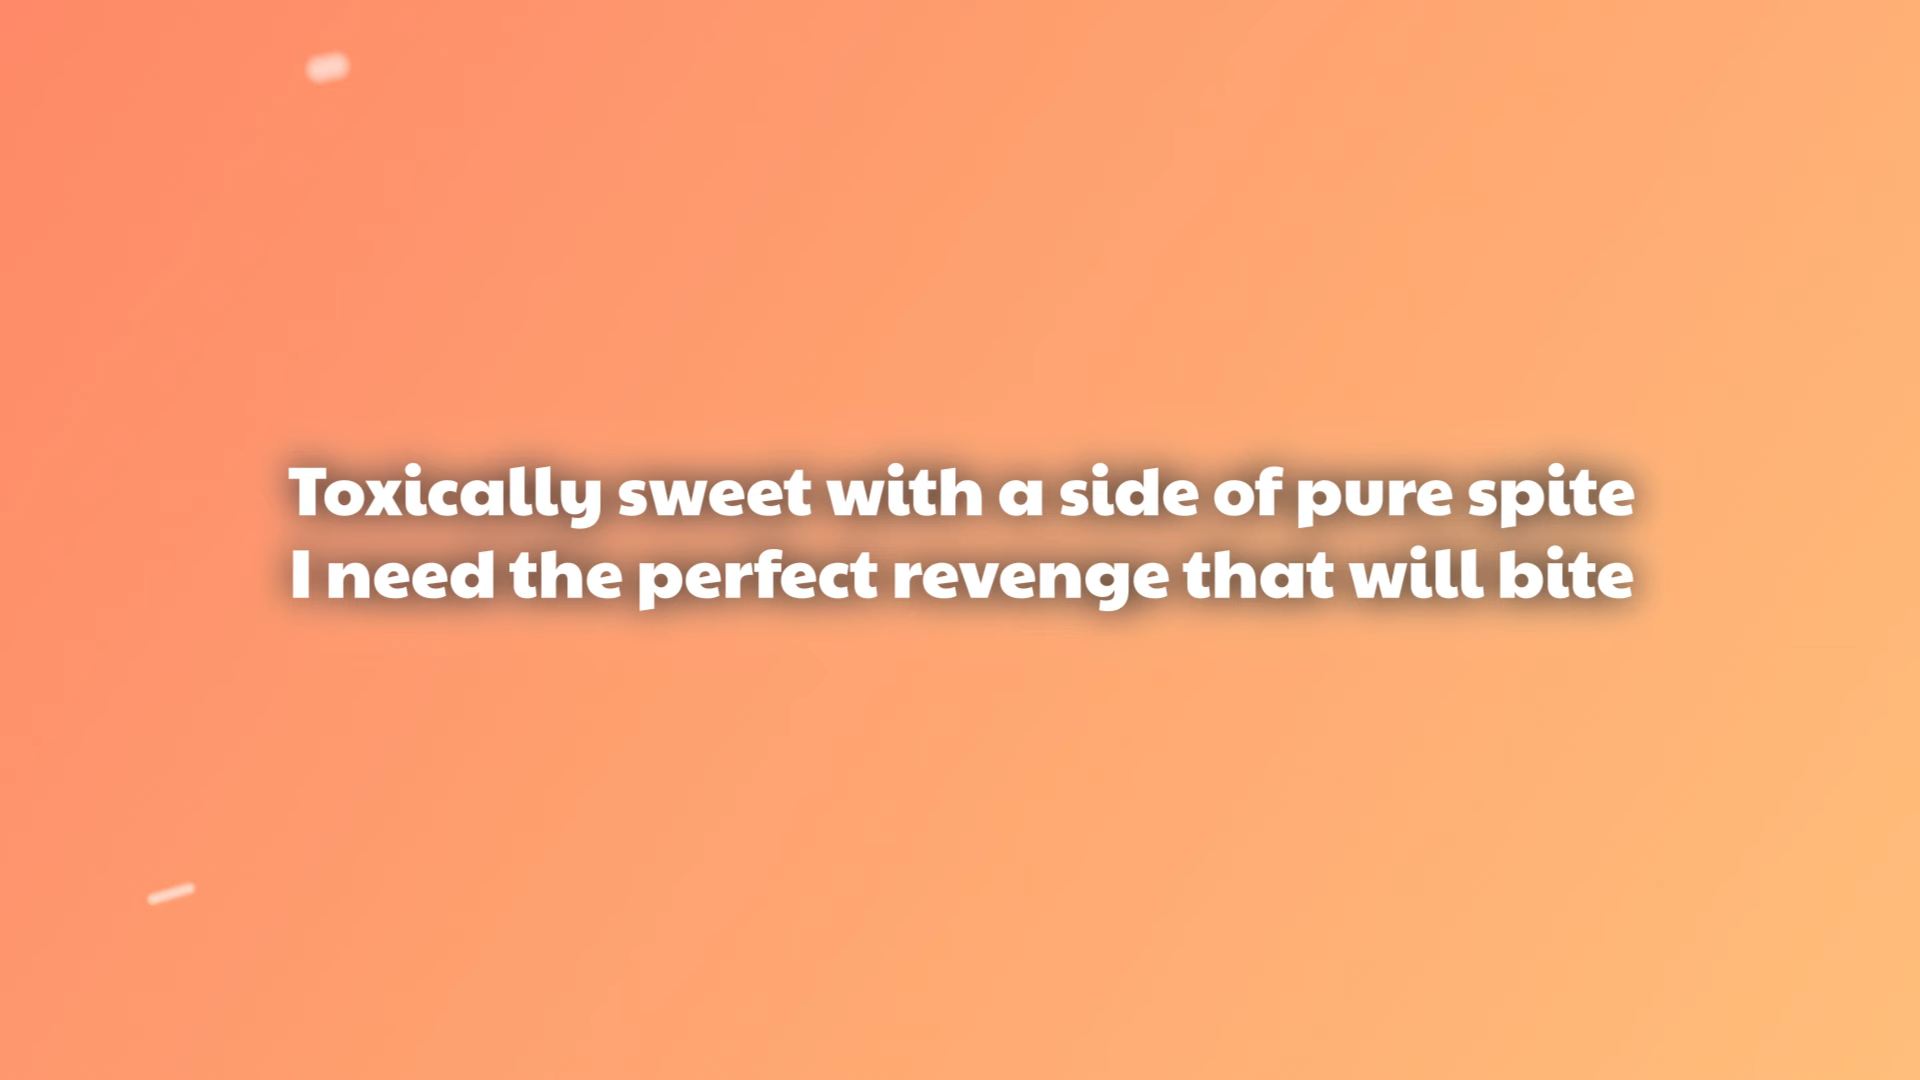 Toxically sweet with a side of pure spite
I need the perfect revenge that will bite